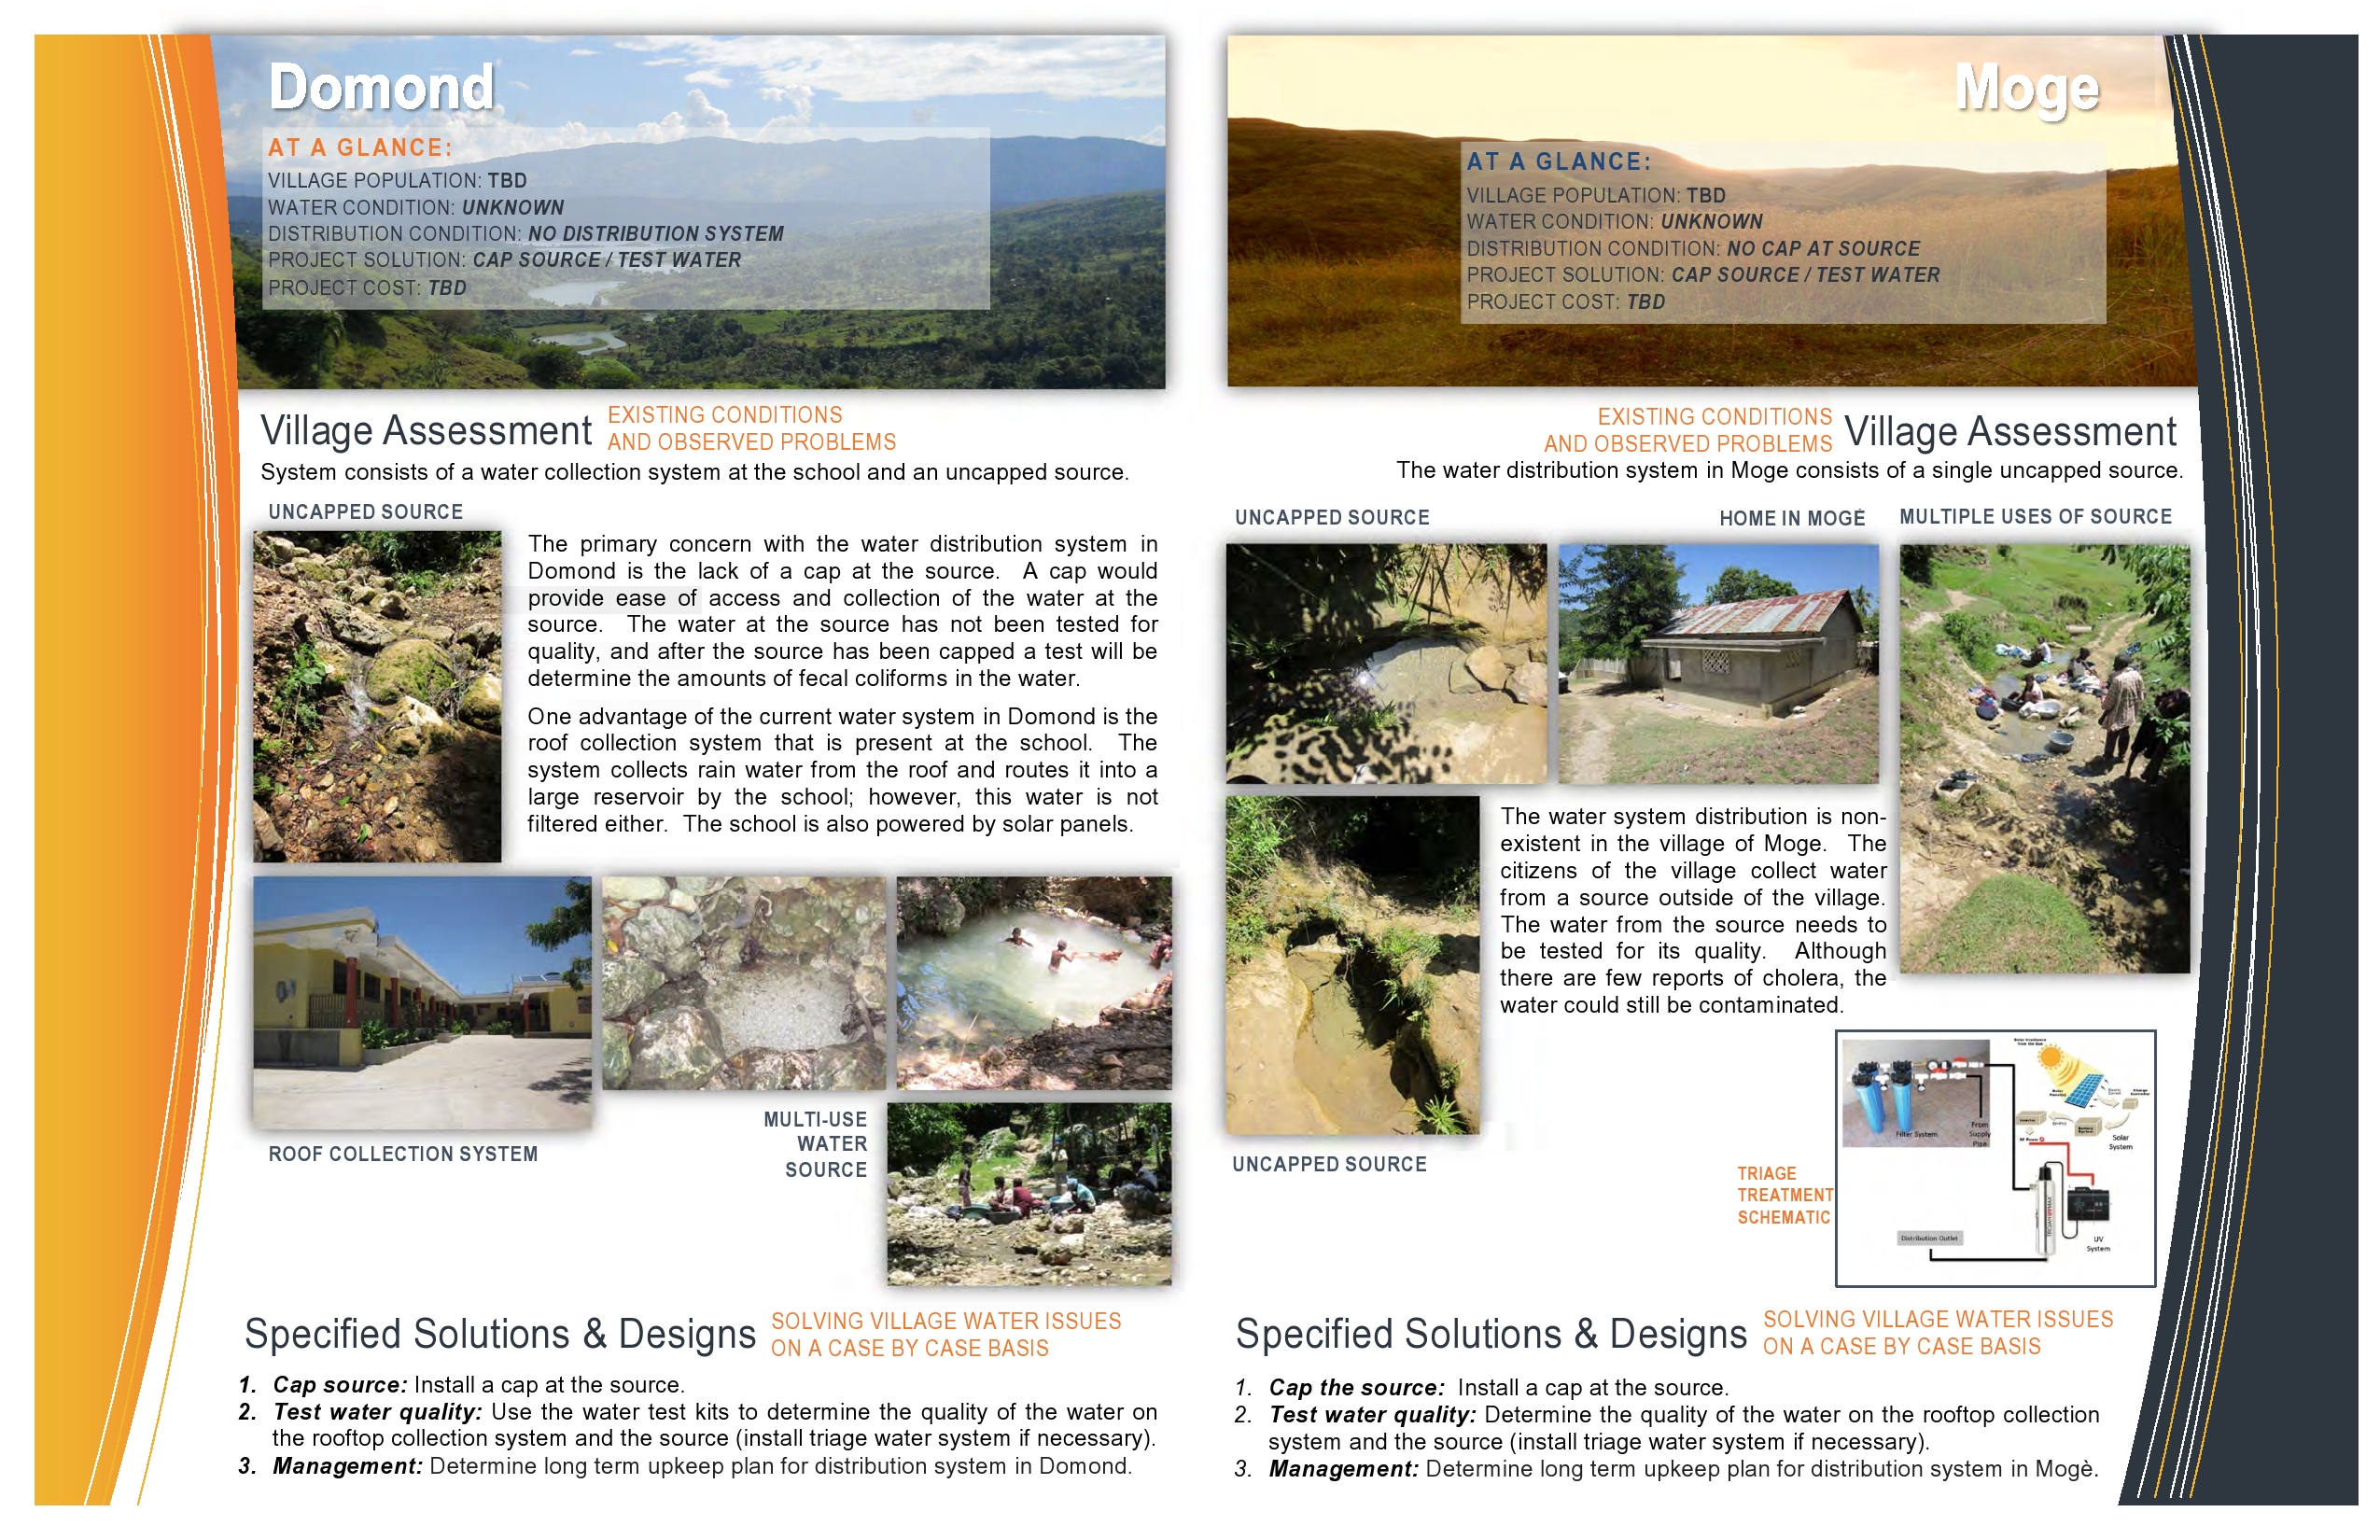 Domond
AT A GLANCE:
VILLAGE POPULATION: TBD
WATER CONDITION: UNKNOWN
DISTRIBUTION CONDITION: NO DISTRIBUTION SYSTEM
PROJECT SOLUTION: CAP SOURCE / TEST WATER
PROJECT COST: TBD
Village Assessment
EXISTING CONDITIONS
AND OBSERVED PROBLEMS
System consists of a water collection system at the school and an uncapped source.
UNCAPPED SOURCE
The primary concern with the water distribution system in
Domond is the lack of a cap at the source. A cap would
provide ease of access and collection of the water at the
source. The water at the source has not been tested for
quality, and after the source has been capped a test will be
determine the amounts of fecal coliforms in the water.
One advantage of the current water system in Domond is the
roof collection system that is present at the school. The
system collects rain water from the roof and routes it into a
large reservoir by the school; however, this water is not
filtered either. The school is also powered by solar panels.
ROOF COLLECTION SYSTEM
MULTI-USE
WATER
SOURCE
Specified Solutions & Designs
SOLVING VILLAGE WATER ISSUES
ON A CASE BY CASE BASIS
1. Cap source: Install a cap at the source.
2. Test water quality: Use the water test kits to determine the quality of the water on
the rooftop collection system and the source (install triage water system if necessary).
3. Management: Determine long term upkeep plan for distribution system in Domond.
Moge
AT A GLANCE:
VILLAGE POPULATION: TBD
WATER CONDITION: UNKNOWN
DISTRIBUTION CONDITION: NO CAP AT SOURCE
PROJECT SOLUTION: CAP SOURCE / TEST WATER
PROJECT COST: TBD
EXISTING CONDITIONS
AND OBSERVED PROBLEMS
Village Assessment
The water distribution system in Moge consists of a single uncapped source.
UNCAPPED SOURCE
HOME IN MOGÈ
MULTIPLE USES OF SOURCE
The water system distribution is non-
existent in the village of Moge. The
citizens of the village collect water
from a source outside of the village.
The water from the source needs to
be tested for its quality. Although
there are few reports of cholera, the
water could still be contaminated.
UNCAPPED SOURCE
TRIAGE
TREATMENT
SCHEMATIC
Filter System
From
Supply
Pipe
Solar
System
UV
System
Distribution Outlet
Specified Solutions & Designs
SOLVING VILLAGE WATER ISSUES
ON A CASE BY CASE BASIS
1. Cap the source: Install a cap at the source.
2. Test water quality: Determine the quality of the water on the rooftop collection
system and the source (install triage water system if necessary).
3. Management: Determine long term upkeep plan for distribution system in Mogè.